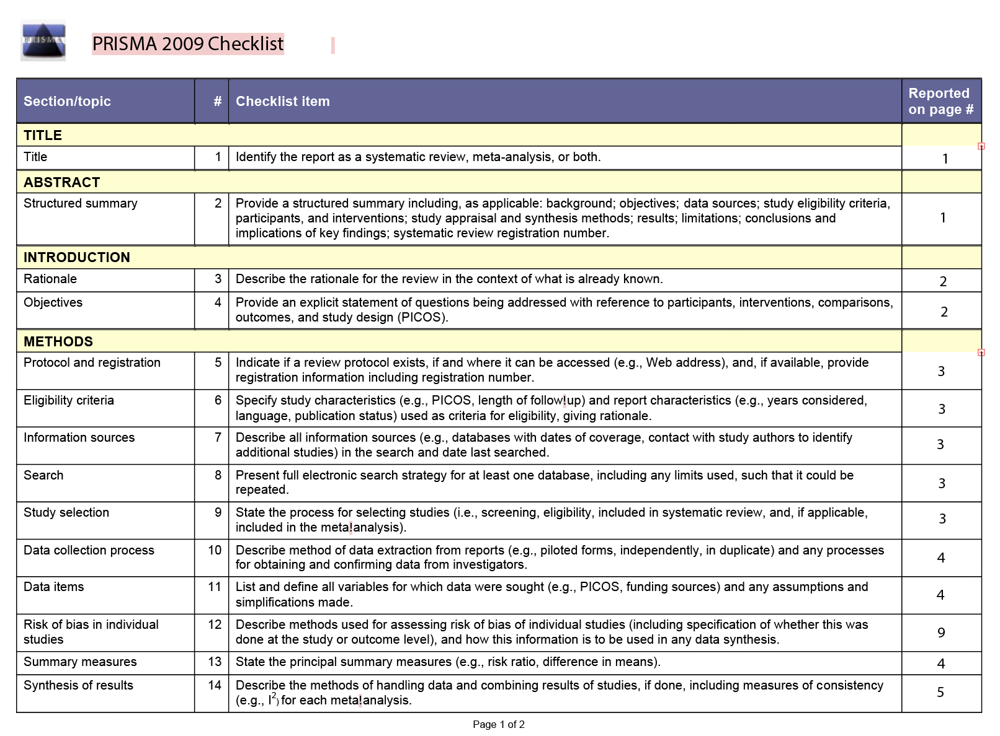 PRISMA
PRISMA 2009 Checklist
Section/topic # Checklist item Reported on page #
TITLE
Title 1 Identify the report as a systematic review, meta-analysis, or both. 1
ABSTRACT
Structured summary 2 Provide a structured summary including, as applicable: background; objectives; data sources; study eligibility criteria,
participants, and interventions; study appraisal and synthesis methods; results; limitations; conclusions and 1
implications of key findings; systematic review registration number.
INTRODUCTION
Rationale 3 Describe the rationale for the review in the context of what is already known. 2
Objectives 4 Provide an explicit statement of questions being addressed with reference to participants, interventions, comparisons, 2
outcomes, and study design (PICOS).
METHODS
Protocol and registration 5 Indicate if a review protocol exists, if and where it can be accessed (e.g., Web address), and, if available, provide 3
registration information including registration number.
Eligibility criteria 6 Specify study characteristics (e.g., PICOS, length of follow!up) and report characteristics (e.g., years considered, 3
language, publication status) used as criteria for eligibility, giving rationale.
Information sources 7 Describe all information sources (e.g., databases with dates of coverage, contact with study authors to identify 3
additional studies) in the search and date last searched.
Search 8 Present full electronic search strategy for at least one database, including any limits used, such that it could be 3
repeated.
Study selection 9 State the process for selecting studies (i.e., screening, eligibility, included in systematic review, and, if applicable, 3
included in the meta!analysis).
Data collection process 10 Describe method of data extraction from reports (e.g., piloted forms, independently, in duplicate) and any processes 4
for obtaining and confirming data from investigators.
Data items 11 List and define all variables for which data were sought (e.g., PICOS, funding sources) and any assumptions and 4
simplifications made.
Risk of bias in individual 12 Describe methods used for assessing risk of bias of individual studies (including specification of whether this was 9
studies done at the study or outcome level), and how this information is to be used in any data synthesis.
Summary measures 13 State the principal summary measures (e.g., risk ratio, difference in means). 4
Synthesis of results 14 Describe the methods of handling data and combining results of studies, if done, including measures of consistency 5
(e.g., I²) for each meta!analysis.
Page 1 of 2